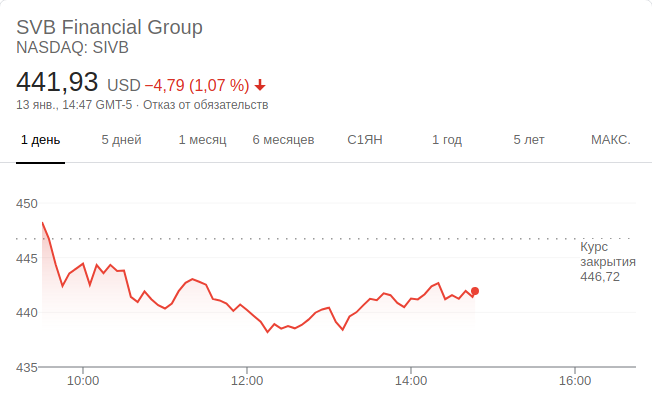 SVB Financial Group
NASDAQ: SIVB
441,93 USD −4,79 (1,07 %)
13 янв., 14:47 GMT-5 · Отказ от обязательств
1 день 5 дней 1 месяц 6 месяцев С1ЯН 1 год 5 лет МАКС.
450
445
440
435
Курс
закрытия
446,72
10:00 12:00 14:00 16:00